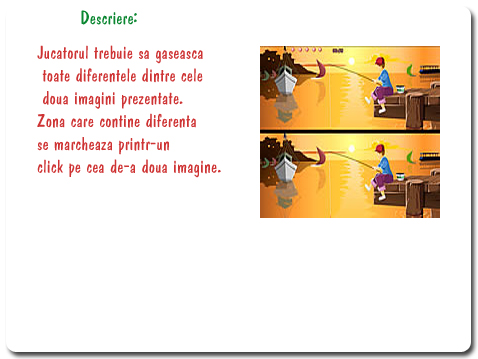 Descriere:
Jucatorul trebuie sa gaseasca
toate diferentele dintre cele
doua imagini prezentate.
Zona care contine diferenta
se marcheaza printr-un
click pe cea de-a doua imagine.